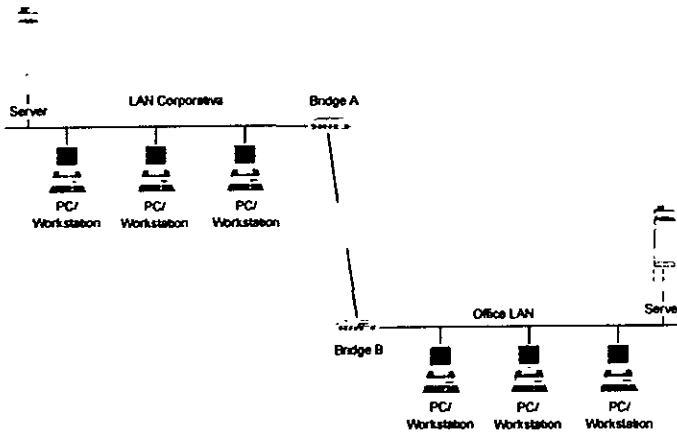 LAN Corporativa
Bridge A
Server
PC/
Workstation
PC/
Workstation
PC/
Workstation
Office LAN
Serve
Bridge B
PC/
Workstation
PC/
Workstation
PC/
Workstation